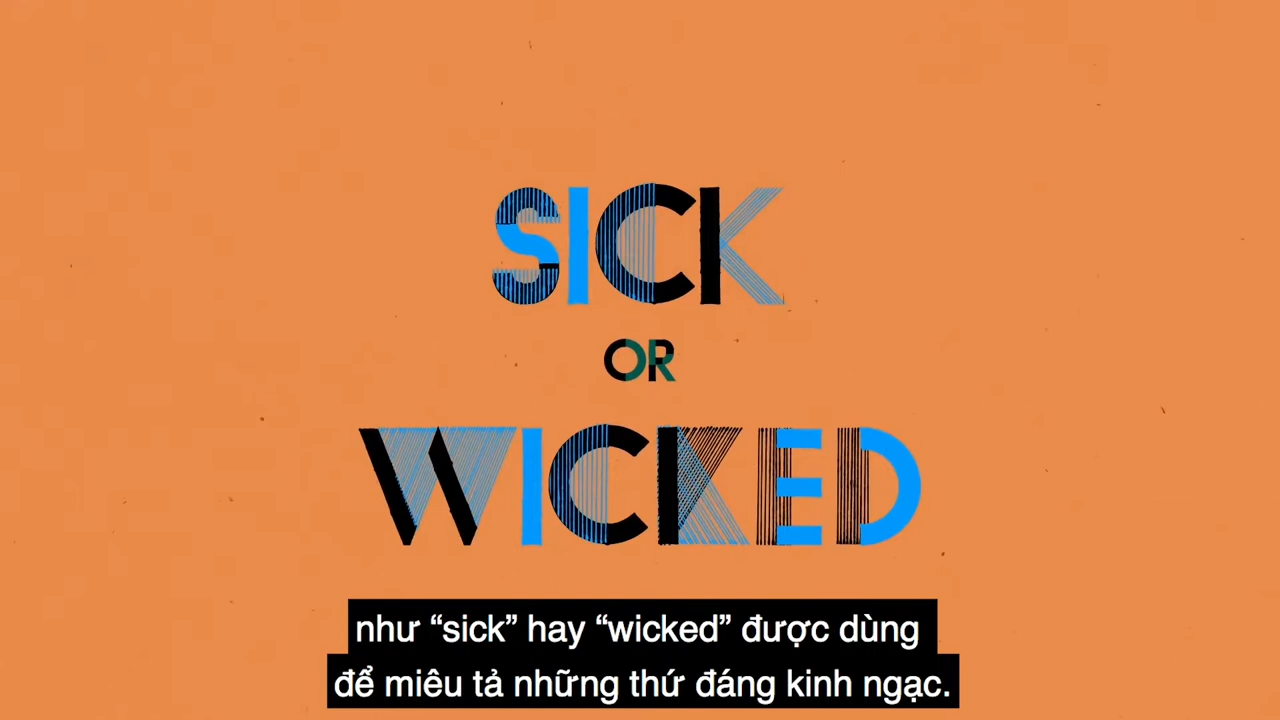 SICK
OR
WICKED
như “sick” hay “wicked” được dùng
để miêu tả những thứ đáng kinh ngạc.